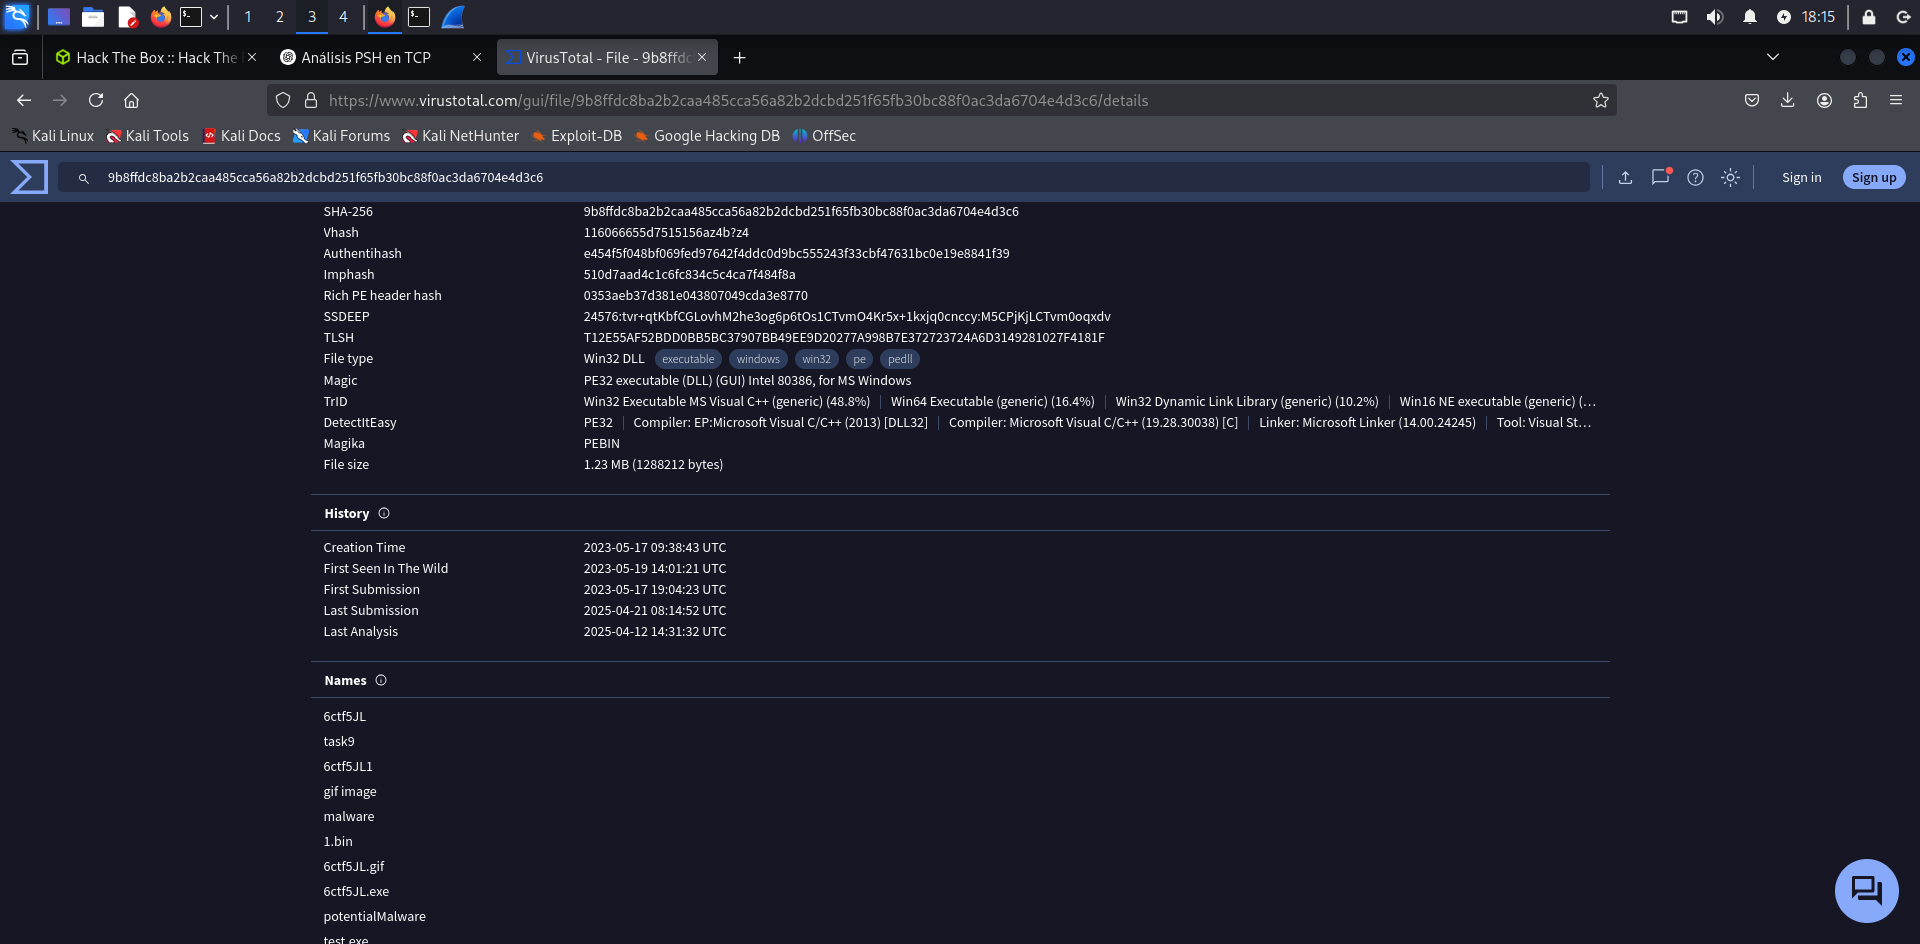 1 2 3 4 18:15
Hack The Box :: Hack The
Análisis PSH en TCP
VirusTotal - File - 9b8ffdc
https://www.virustotal.com/gui/file/9b8ffdc8ba2b2caa485cca56a82b2dcbd251f65fb30bc88f0ac3da6704e4d3c6/details
Kali Linux Kali Tools Kali Docs Kali Forums Kali NetHunter Exploit-DB Google Hacking DB OffSec
9b8ffdc8ba2b2caa485cca56a82b2dcbd251f65fb30bc88f0ac3da6704e4d3c6 Sign in Sign up
SHA-256 9b8ffdc8ba2b2caa485cca56a82b2dcbd251f65fb30bc88f0ac3da6704e4d3c6
Vhash 116066655d7515156az4b?z4
Authentihash e454f5f048bf069fed97642f4ddc0d9bc555243f33cbf47631bc0e19e8841f39
Imphash 510d7aad4c1c6fc834c5c4ca7f484f8a
Rich PE header hash 0353aeb37d381e043807049cda3e8770
SSDEEP 24576:tvr+qtKbfCGLovhM2he3og6p6tOs1CTvmO4Kr5x+1kxjq0cnccy:M5CPjKjLCTvm0oqxdv
TLSH T12E55AF52BDD0BB5BC37907BB49EE9D20277A998B7E372723724A6D3149281027F4181F
File type Win32 DLL executable windows win32 pe pedll
Magic PE32 executable (DLL) (GUI) Intel 80386, for MS Windows
TrID Win32 Executable MS Visual C++ (generic) (48.8%) Win64 Executable (generic) (16.4%) Win32 Dynamic Link Library (generic) (10.2%) Win16 NE executable (generic) (…
DetectItEasy PE32 Compiler: EP:Microsoft Visual C/C++ (2013) [DLL32] Compiler: Microsoft Visual C/C++ (19.28.30038) [C] Linker: Microsoft Linker (14.00.24245) Tool: Visual St…
Magika PEBIN
File size 1.23 MB (1288212 bytes)
History
Creation Time 2023-05-17 09:38:43 UTC
First Seen In The Wild 2023-05-19 14:01:21 UTC
First Submission 2023-05-17 19:04:23 UTC
Last Submission 2025-04-21 08:14:52 UTC
Last Analysis 2025-04-12 14:31:32 UTC
Names
6ctf5JL
task9
6ctf5JL1
gif image
malware
1.bin
6ctf5JL.gif
6ctf5JL.exe
potentialMalware
test.exe